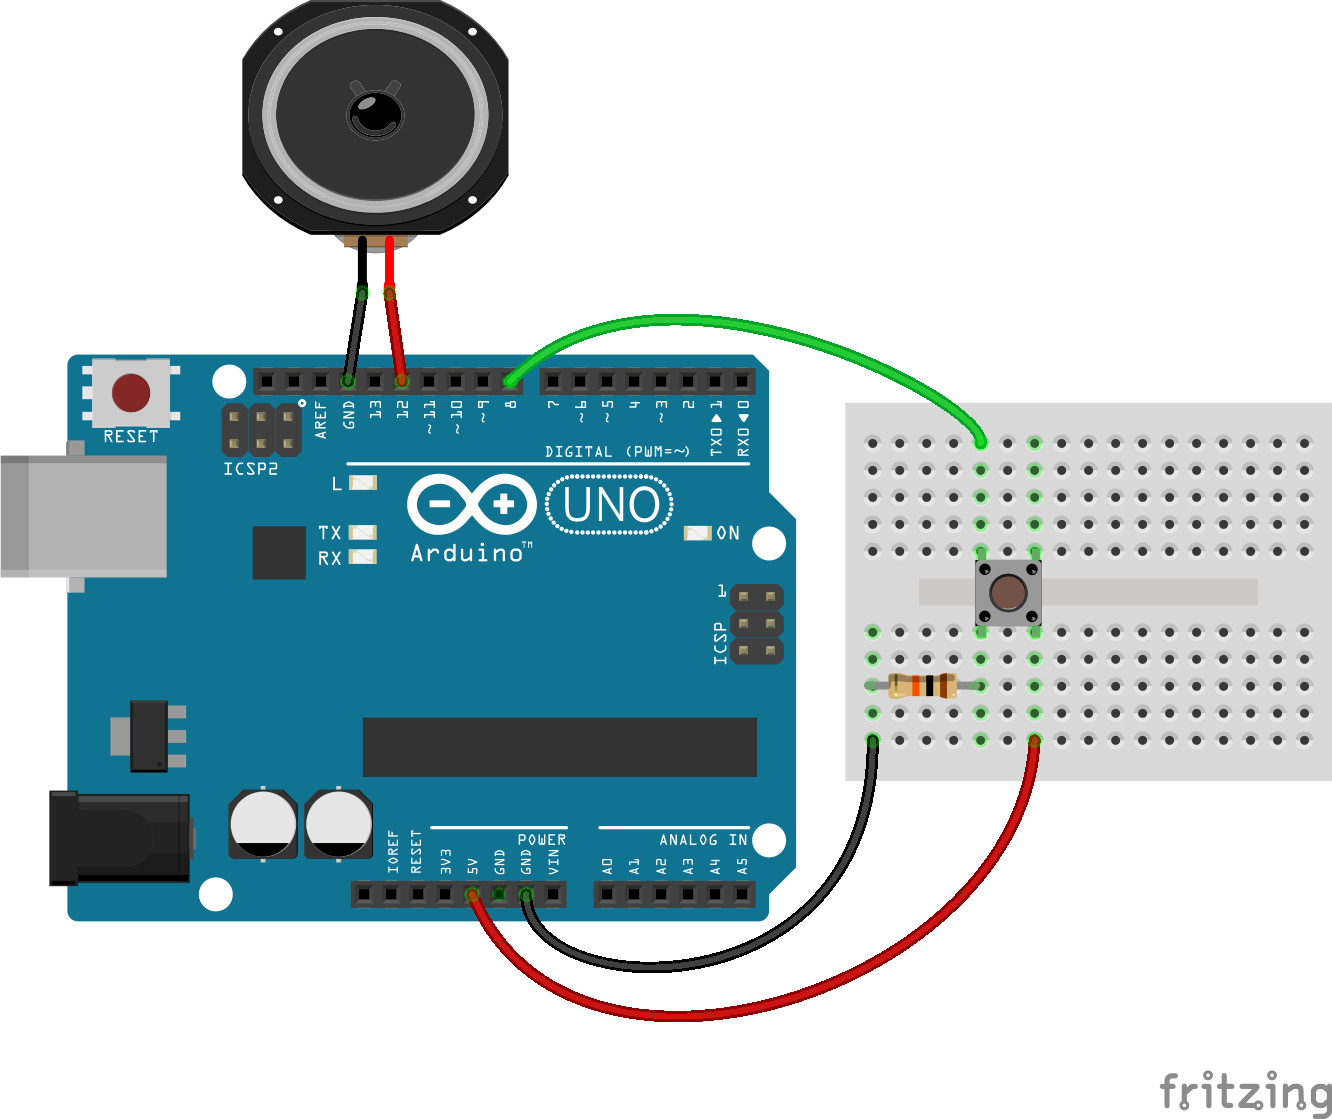 RESET
ICSP2
AREF
GND
13
12
~11
~10
~9
8
7
~6
~5
4
~3
2
TX0▶1
RX0◀0
DIGITAL (PWM=~)
L
TX
RX
UNO
Arduino™
ON
1
ICSP
POWER
ANALOG IN
IOREF
RESET
3V3
5V
GND
GND
VIN
A0
A1
A2
A3
A4
A5
fritzing